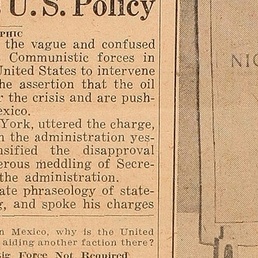 U.S. Policy
PHIC
the vague and confused
Communistic forces in
United States to intervene
the assertion that the oil
the crisis and are push-
exico.
York, uttered the charge,
the administration yes-
nsified the disapproval
erous meddling of Secre-
the administration.
ate phraseology of state-
g, and spoke his charges
n Mexico, why is the United
aiding another faction there?
ig Force Not Required
NIC